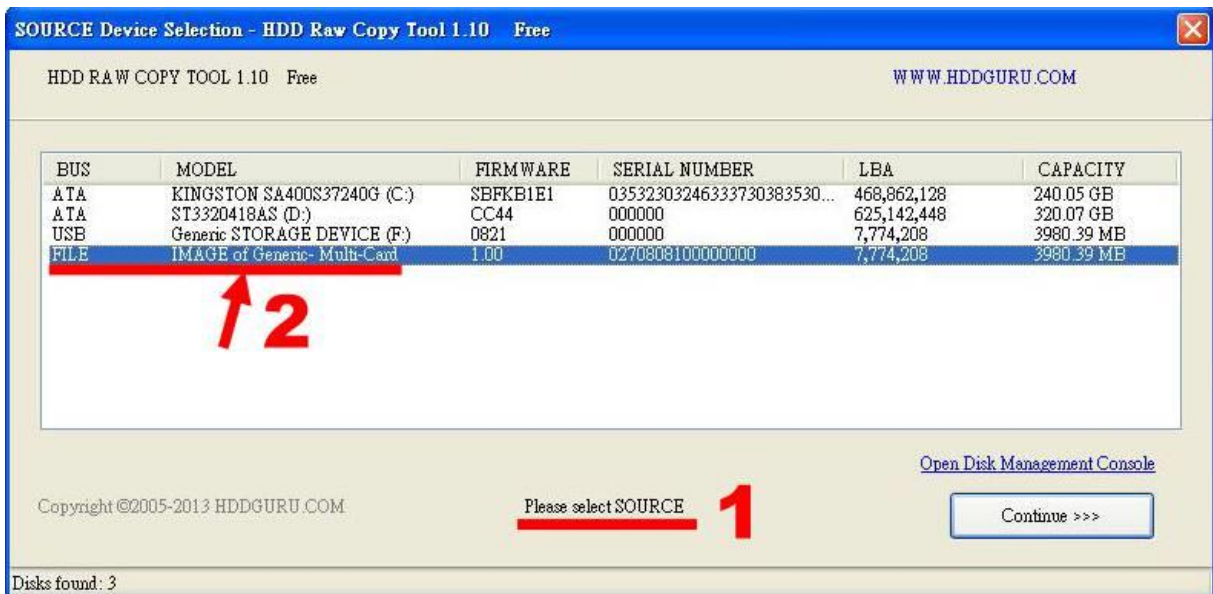 SOURCE Device Selection - HDD Raw Copy Tool 1.10 Free
HDD RAW COPY TOOL 1.10 Free WWW.HDDGURU.COM
BUS MODEL FIRMWARE SERIAL NUMBER LBA CAPACITY
ATA KINGSTON SA400S37240G (C:) SBFKB1E1 03532303246333730383530... 468,862,128 240.05 GB
ATA ST3320418AS (D:) CC44 000000 625,142,448 320.07 GB
USB Generic STORAGE DEVICE (F:) 0821 000000 7,774,208 3980.39 MB
FILE IMAGE of Generic- Multi-Card 1.00 0270808100000000 7,774,208 3980.39 MB
2
Open Disk Management Console
Copyright ©2005-2013 HDDGURU.COM Please select SOURCE 1 Continue >>>
Disks found: 3